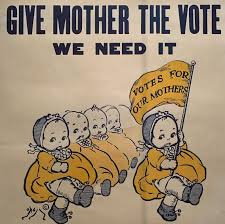 GIVE MOTHER THE VOTE
WE NEED IT
VOTES FOR
OUR MOTHERS